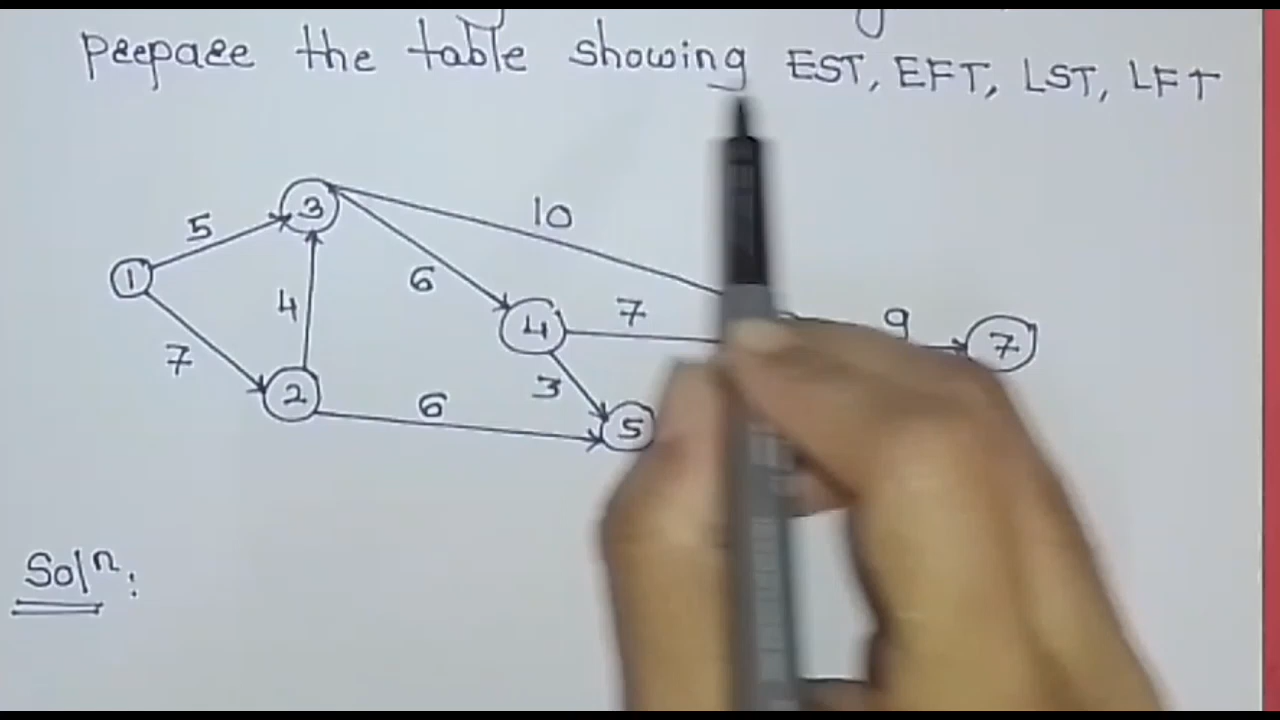 prepare the table showing EST, EFT, LST, LFT
10
5 3
6
1
4 7 9
4 7
7 3
2 6
5
Solⁿ: